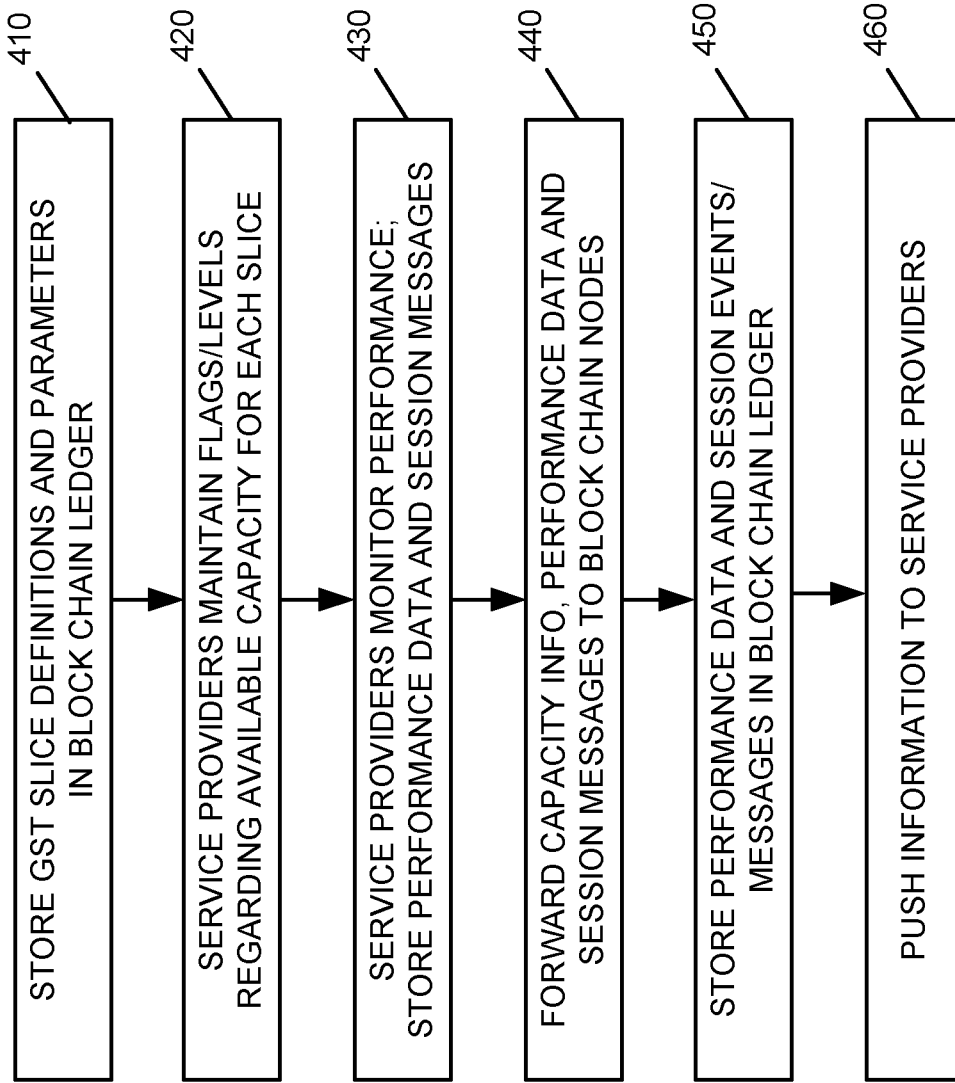 STORE GST SLICE DEFINITIONS AND PARAMETERS
IN BLOCK CHAIN LEDGER
410
SERVICE PROVIDERS MAINTAIN FLAGS/LEVELS
REGARDING AVAILABLE CAPACITY FOR EACH SLICE
420
SERVICE PROVIDERS MONITOR PERFORMANCE;
STORE PERFORMANCE DATA AND SESSION MESSAGES
430
FORWARD CAPACITY INFO, PERFORMANCE DATA AND
SESSION MESSAGES TO BLOCK CHAIN NODES
440
STORE PERFORMANCE DATA AND SESSION EVENTS/
MESSAGES IN BLOCK CHAIN LEDGER
450
PUSH INFORMATION TO SERVICE PROVIDERS
460